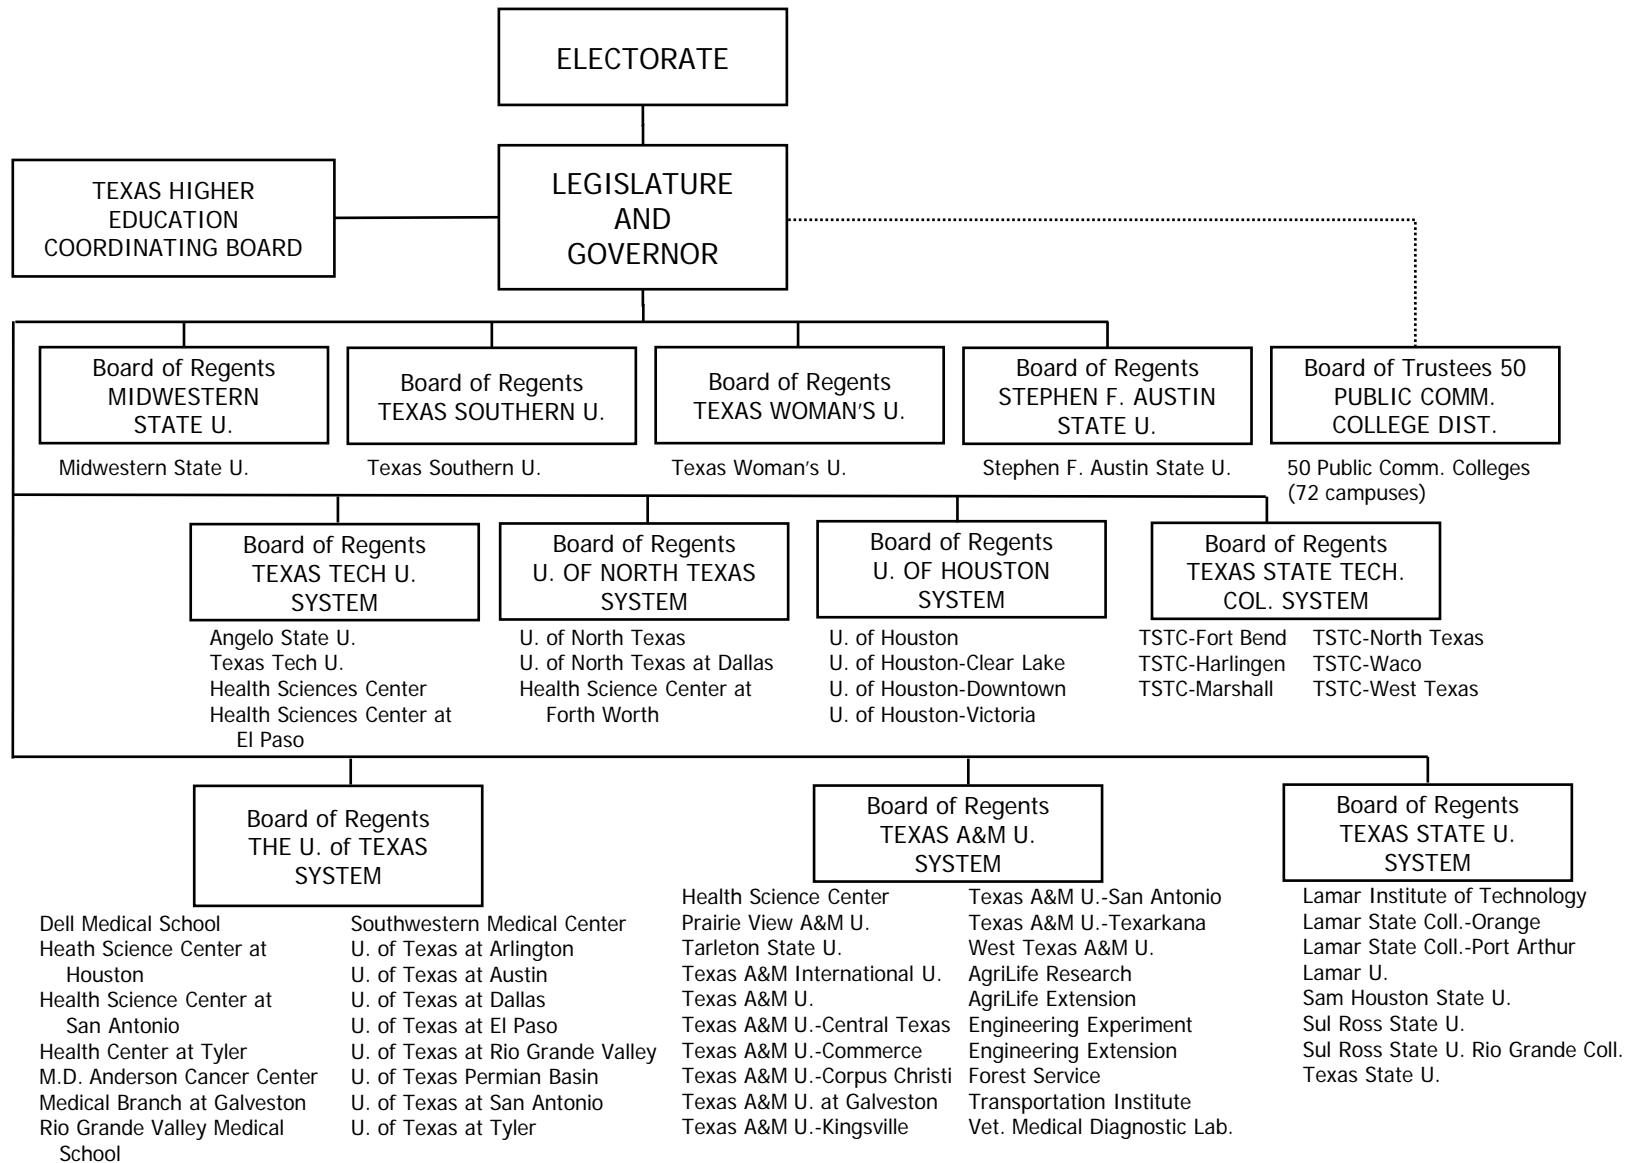 ELECTORATE
LEGISLATURE
AND
GOVERNOR
TEXAS HIGHER
EDUCATION
COORDINATING BOARD
Board of Regents
MIDWESTERN
STATE U.
Midwestern State U.
Board of Regents
TEXAS SOUTHERN U.
Texas Southern U.
Board of Regents
TEXAS WOMAN'S U.
Texas Woman's U.
Board of Regents
STEPHEN F. AUSTIN
STATE U.
Stephen F. Austin State U.
Board of Trustees 50
PUBLIC COMM.
COLLEGE DIST.
50 Public Comm. Colleges
(72 campuses)
Board of Regents
TEXAS TECH U.
SYSTEM
Angelo State U.
Texas Tech U.
Health Sciences Center
Health Sciences Center at
El Paso
Board of Regents
U. OF NORTH TEXAS
SYSTEM
U. of North Texas
U. of North Texas at Dallas
Health Science Center at
Forth Worth
Board of Regents
U. OF HOUSTON
SYSTEM
U. of Houston
U. of Houston-Clear Lake
U. of Houston-Downtown
U. of Houston-Victoria
Board of Regents
TEXAS STATE TECH.
COL. SYSTEM
TSTC-Fort Bend
TSTC-Harlingen
TSTC-Marshall
TSTC-North Texas
TSTC-Waco
TSTC-West Texas
Board of Regents
THE U. of TEXAS
SYSTEM
Dell Medical School
Heath Science Center at
Houston
Health Science Center at
San Antonio
Health Center at Tyler
M.D. Anderson Cancer Center
Medical Branch at Galveston
Rio Grande Valley Medical
School
Southwestern Medical Center
U. of Texas at Arlington
U. of Texas at Austin
U. of Texas at Dallas
U. of Texas at El Paso
U. of Texas at Rio Grande Valley
U. of Texas Permian Basin
U. of Texas at San Antonio
U. of Texas at Tyler
Board of Regents
TEXAS A&M U.
SYSTEM
Health Science Center
Prairie View A&M U.
Tarleton State U.
Texas A&M International U.
Texas A&M U.
Texas A&M U.-Central Texas
Texas A&M U.-Commerce
Texas A&M U.-Corpus Christi
Texas A&M U. at Galveston
Texas A&M U.-Kingsville
Texas A&M U.-San Antonio
Texas A&M U.-Texarkana
West Texas A&M U.
AgriLife Research
AgriLife Extension
Engineering Experiment
Engineering Extension
Forest Service
Transportation Institute
Vet. Medical Diagnostic Lab.
Board of Regents
TEXAS STATE U.
SYSTEM
Lamar Institute of Technology
Lamar State Coll.-Orange
Lamar State Coll.-Port Arthur
Lamar U.
Sam Houston State U.
Sul Ross State U.
Sul Ross State U. Rio Grande Coll.
Texas State U.